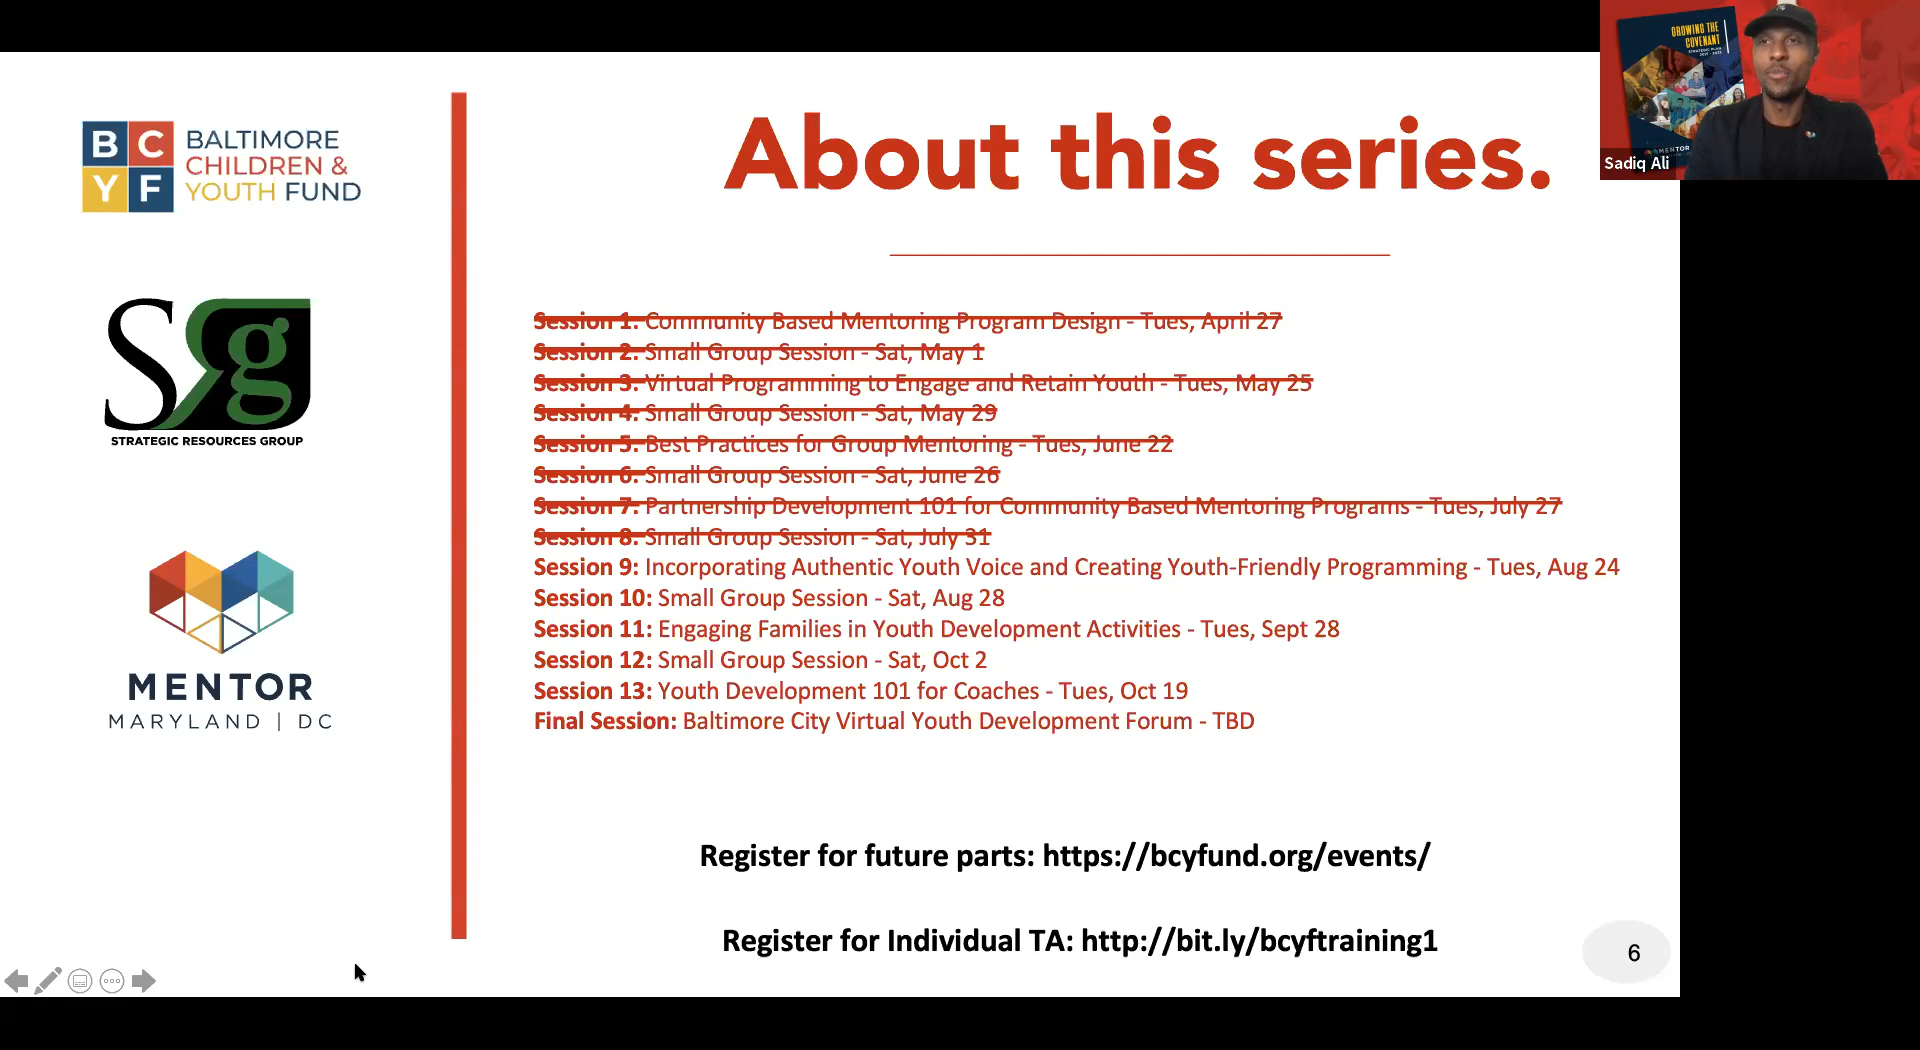 B C
Y F
BALTIMORE
CHILDREN &
YOUTH FUND
Srg
STRATEGIC RESOURCES GROUP
MENTOR
MARYLAND | DC
About this series.
Session 1: Community Based Mentoring Program Design - Tues, April 27
Session 2: Small Group Session - Sat, May 1
Session 3: Virtual Programming to Engage and Retain Youth - Tues, May 25
Session 4: Small Group Session - Sat, May 29
Session 5: Best Practices for Group Mentoring - Tues, June 22
Session 6: Small Group Session - Sat, June 26
Session 7: Partnership Development 101 for Community Based Mentoring Programs - Tues, July 27
Session 8: Small Group Session - Sat, July 31
Session 9: Incorporating Authentic Youth Voice and Creating Youth-Friendly Programming - Tues, Aug 24
Session 10: Small Group Session - Sat, Aug 28
Session 11: Engaging Families in Youth Development Activities - Tues, Sept 28
Session 12: Small Group Session - Sat, Oct 2
Session 13: Youth Development 101 for Coaches - Tues, Oct 19
Final Session: Baltimore City Virtual Youth Development Forum - TBD
Register for future parts: https://bcyfund.org/events/
Register for Individual TA: http://bit.ly/bcyftraining1
6
GROWING THE
COVENANT
STRATEGIC PLAN
MENTOR
Sadiq Ali